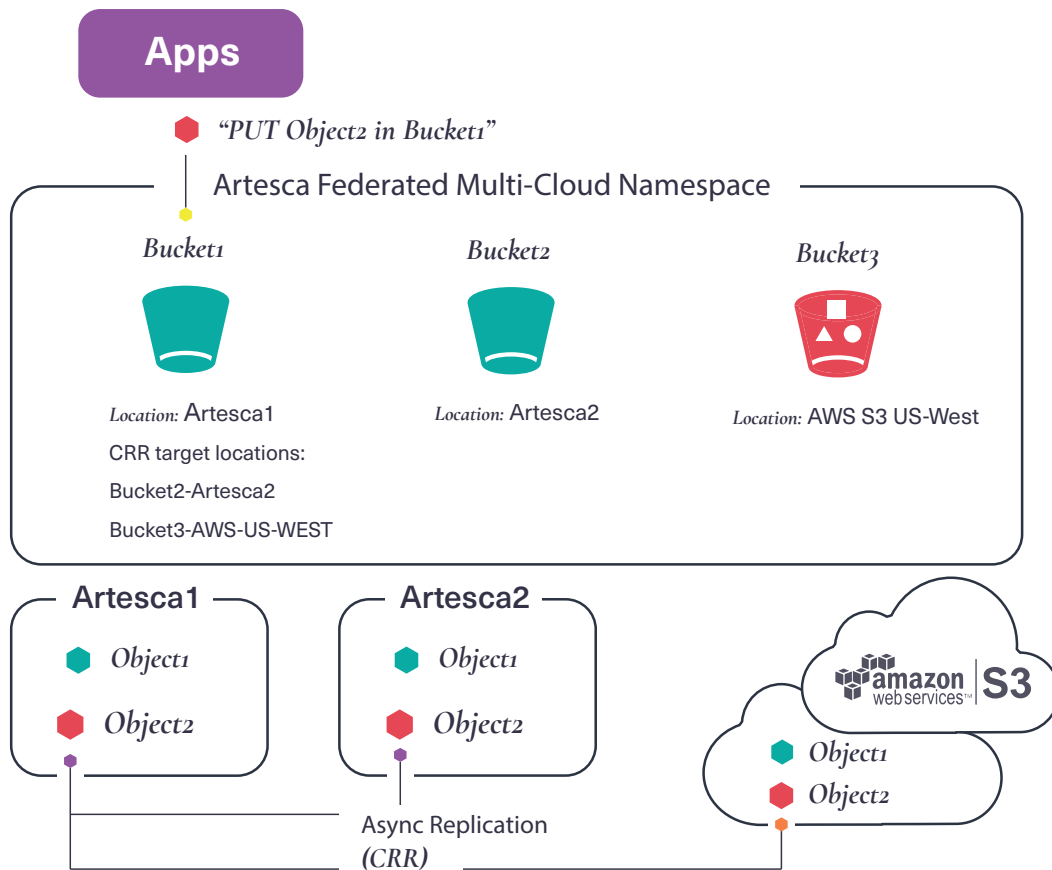 Apps
“PUT Object2 in Bucket1”
Artesca Federated Multi-Cloud Namespace
Bucket1
Bucket2
Bucket3
Location: Artesca1
CRR target locations:
Bucket2-Artesca2
Bucket3-AWS-US-WEST
Location: Artesca2
Location: AWS S3 US-West
Artesca1
Object1
Object2
Artesca2
Object1
Object2
amazon
web services™
S3
Object1
Object2
Async Replication
(CRR)